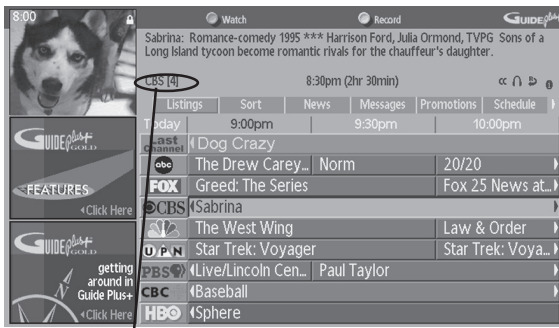 8:00
Watch
Record
GUIDE Plus+
Sabrina: Romance-comedy 1995 *** Harrison Ford, Julia Ormond, TVPG Sons of a
Long Island tycoon become romantic rivals for the chauffeur's daughter.
CBS [4]
8:30pm (2hr 30min)
Listings
Sort
News
Messages
Promotions
Schedule
Today
9:00pm
9:30pm
10:00pm
Last Channel
Dog Crazy
abc
The Drew Carey...
Norm
20/20
FOX
Greed: The Series
Fox 25 News at...
CBS
Sabrina
The West Wing
Law & Order
UPN
Star Trek: Voyager
Star Trek: Voya...
PBS
Live/Lincoln Cen...
Paul Taylor
CBC
Baseball
HBO
Sphere
GUIDE Plus+
GOLD
FEATURES
Click Here
GUIDE Plus+
GOLD
getting
around in
Guide Plus+
Click Here